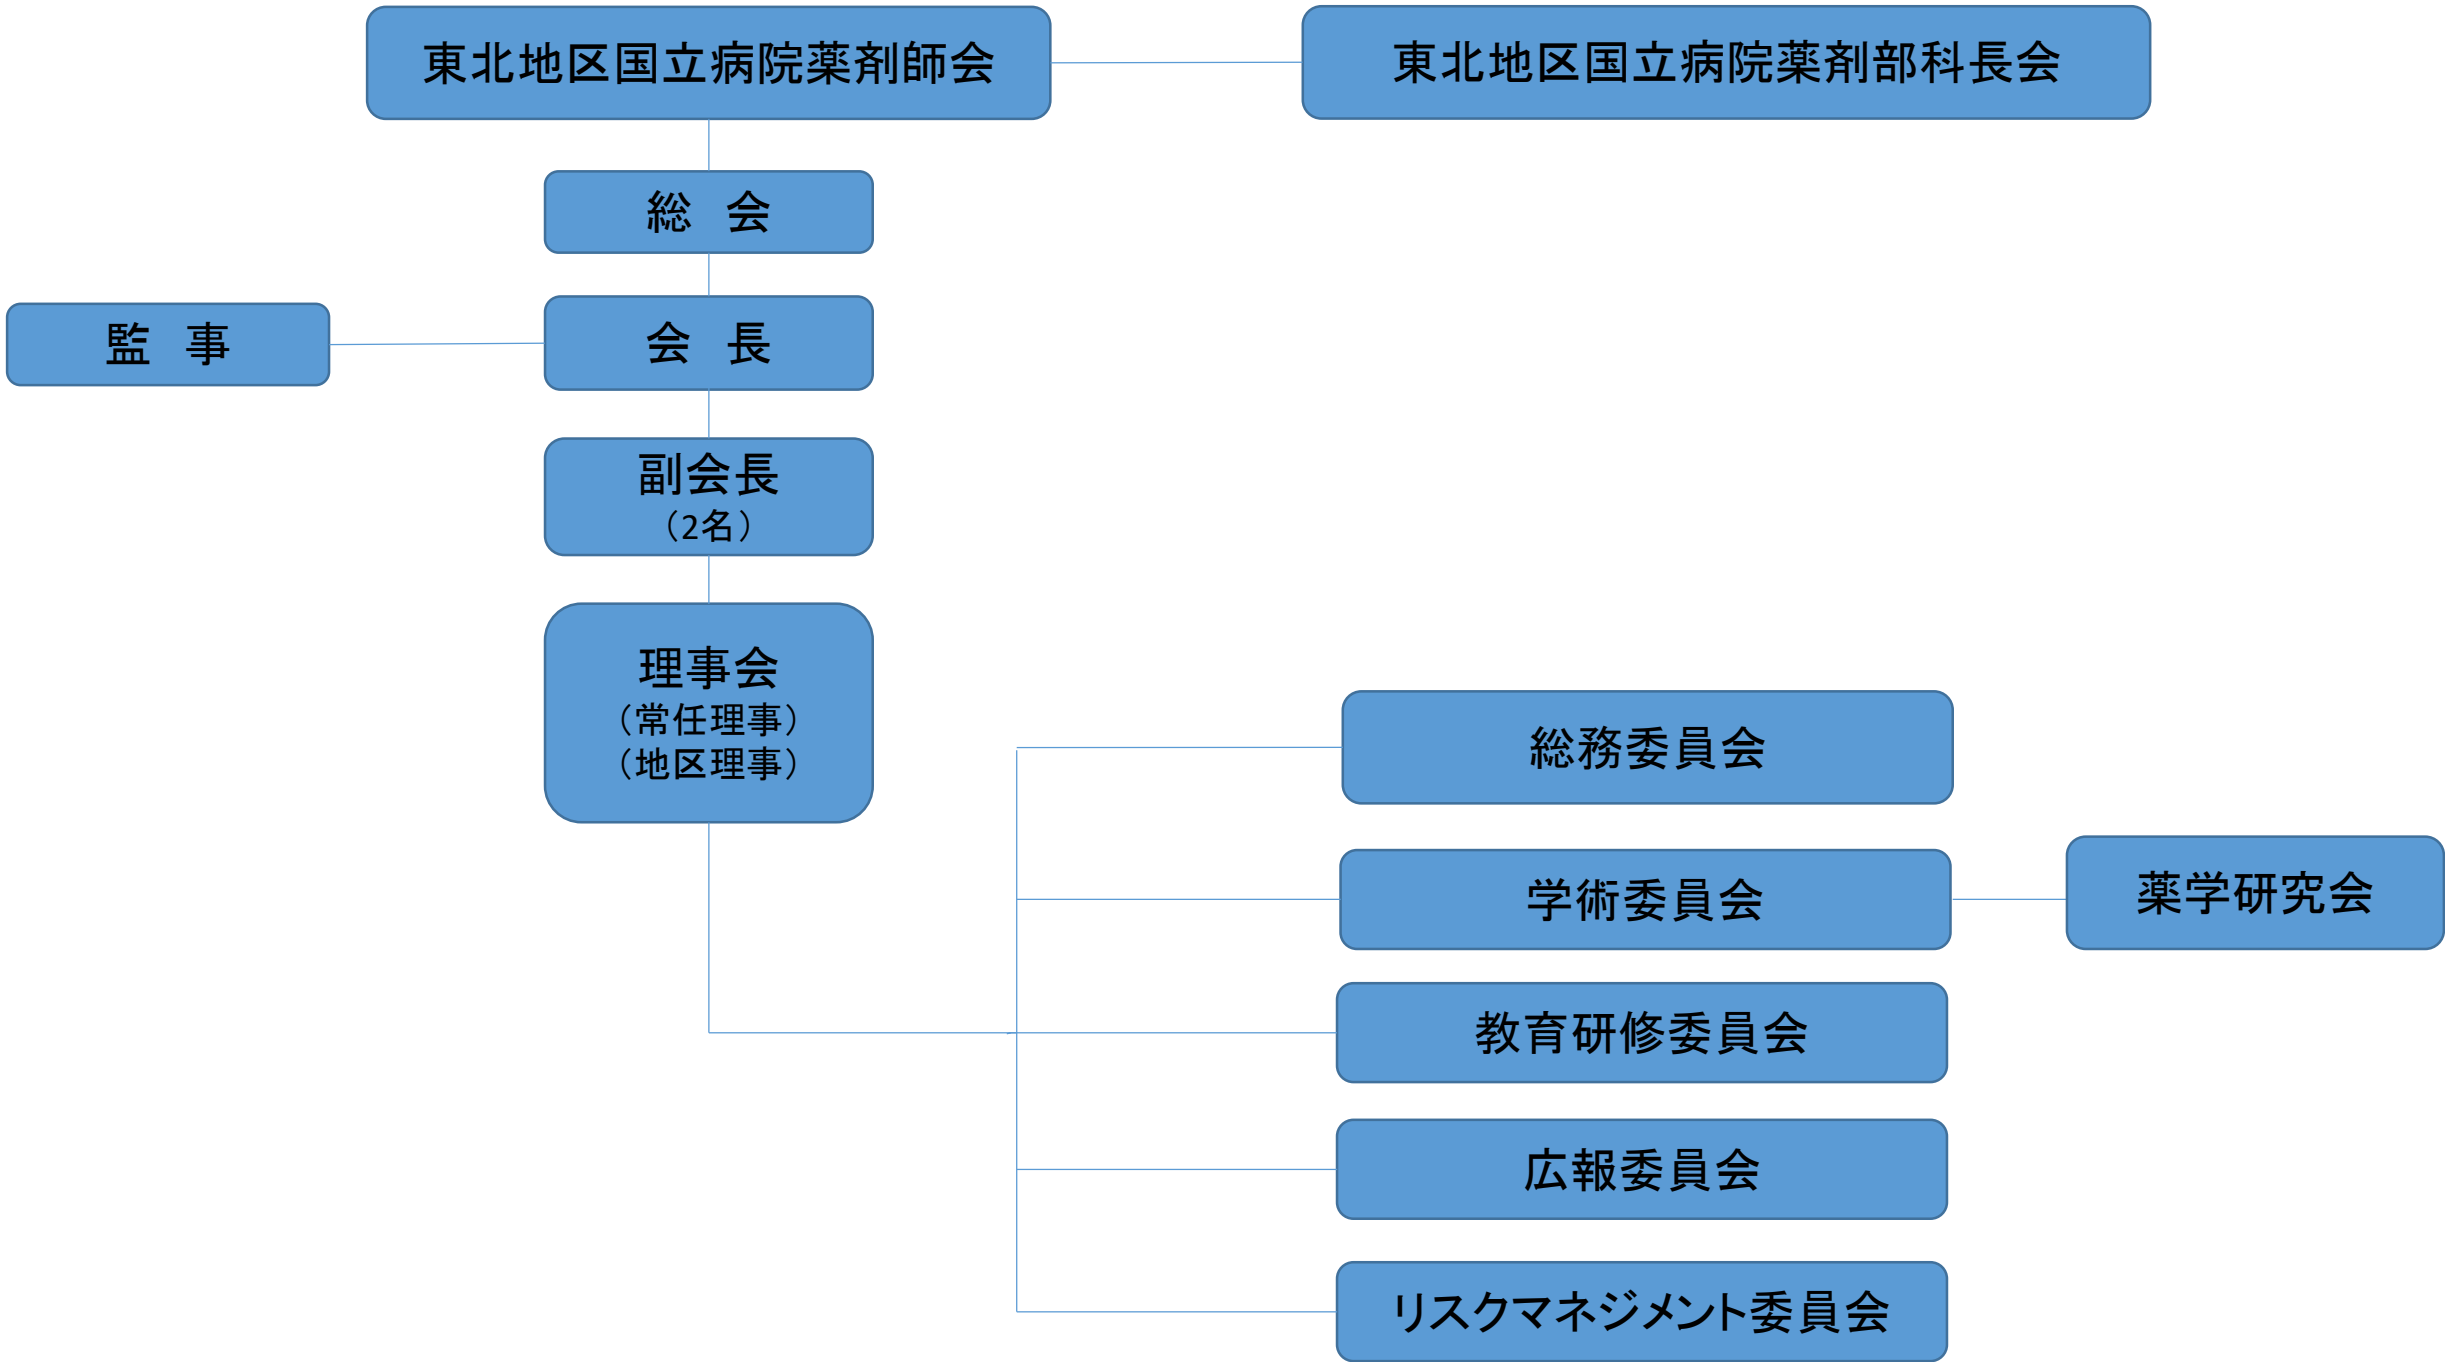 東北地区国立病院薬剤師会
東北地区国立病院薬剤部科長会
総　会
監　事
会　長
副会長
（2名）
理事会
（常任理事）
（地区理事）
総務委員会
学術委員会
薬学研究会
教育研修委員会
広報委員会
リスクマネジメント委員会